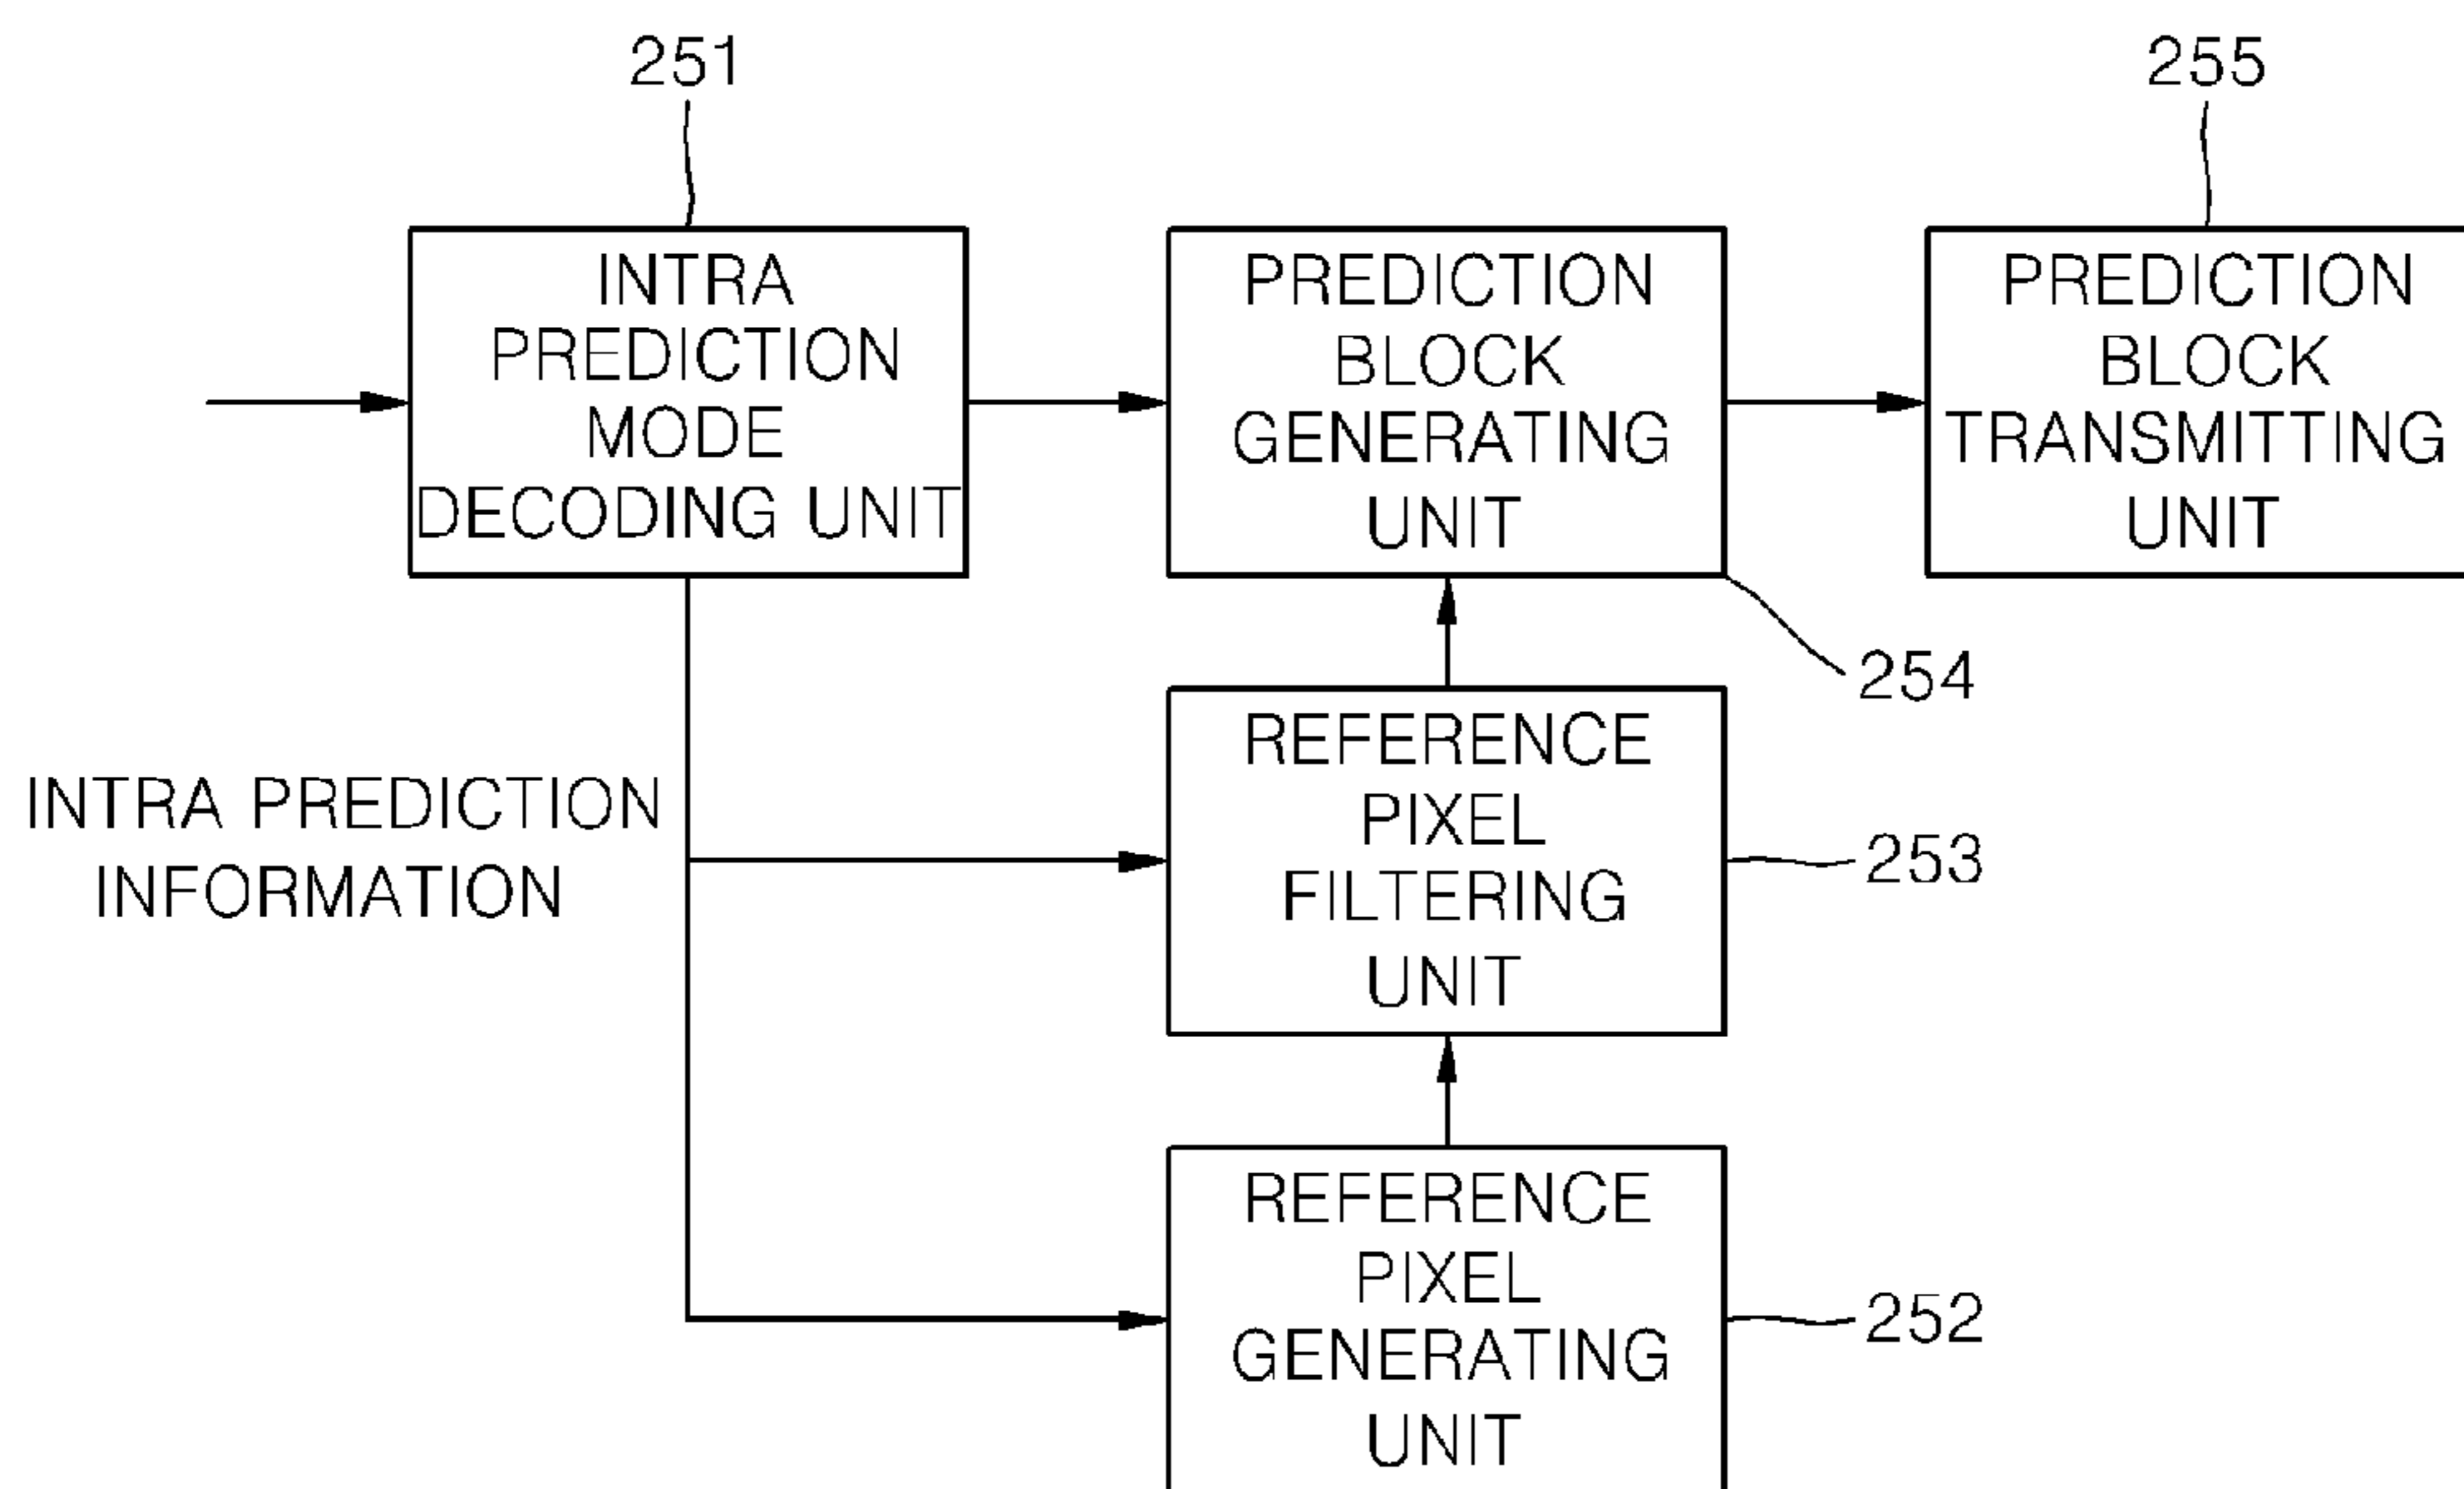 251
255
INTRA
PREDICTION
MODE
DECODING UNIT
PREDICTION
BLOCK
GENERATING
UNIT
PREDICTION
BLOCK
TRANSMITTING
UNIT
254
INTRA PREDICTION
INFORMATION
REFERENCE
PIXEL
FILTERING
UNIT
253
REFERENCE
PIXEL
GENERATING
UNIT
252